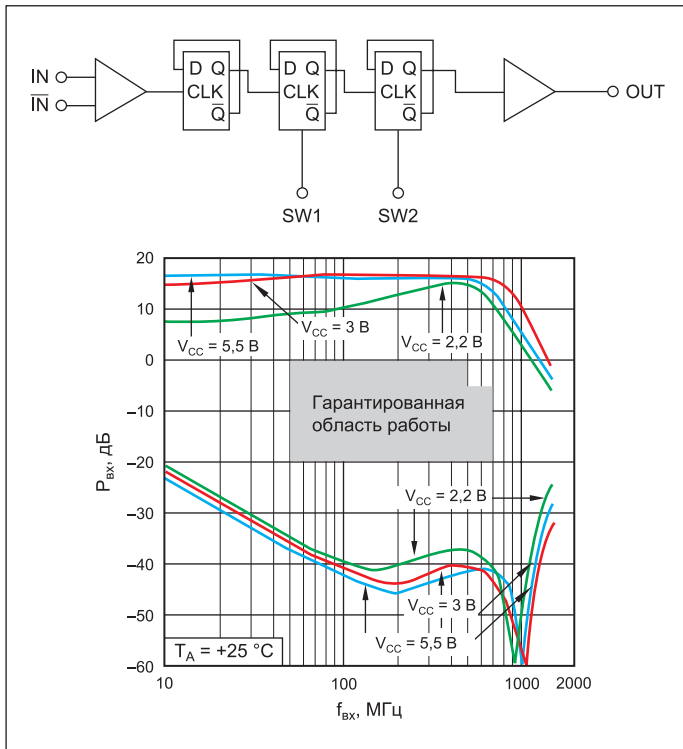 IN
IN
D Q
CLK
Q
D Q
CLK
Q
D Q
CLK
Q
OUT
SW1
SW2
20
10
0
–10
–20
–30
–40
–50
–60
Pвх, дБ
VCC = 5,5 В
VCC = 3 В
VCC = 2,2 В
Гарантированная
область работы
VCC = 2,2 В
VCC = 3 В
VCC = 5,5 В
TA = +25 °C
10
100
1000
2000
fвх, МГц